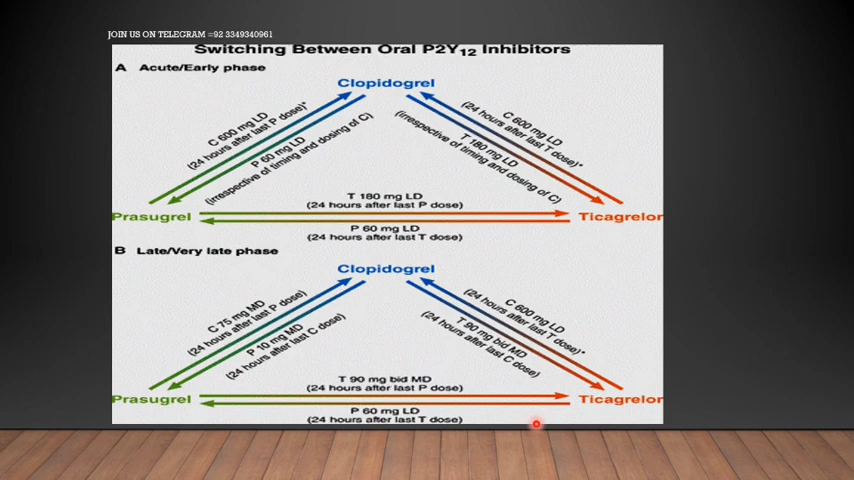 JOIN US ON TELEGRAM =92 3349340961
Switching Between Oral P2Y12 Inhibitors
A Acute/Early phase
Clopidogrel
C 600 mg LD
(24 hours after last P dose)*
P 60 mg LD
(irrespective of timing and dosing of C)
C 600 mg LD
(24 hours after last T dose)*
T 180 mg LD
(irrespective of timing and dosing of C)
T 180 mg LD
(24 hours after last P dose)
Prasugrel
Ticagrelor
P 60 mg LD
(24 hours after last T dose)
B Late/Very late phase
Clopidogrel
C 75 mg MD
(24 hours after last P dose)
P 10 mg MD
(24 hours after last C dose)
C 600 mg LD
(24 hours after last T dose)*
T 90 mg bid MD
(24 hours after last C dose)
T 90 mg bid MD
(24 hours after last P dose)
Prasugrel
Ticagrelor
P 60 mg LD
(24 hours after last T dose)